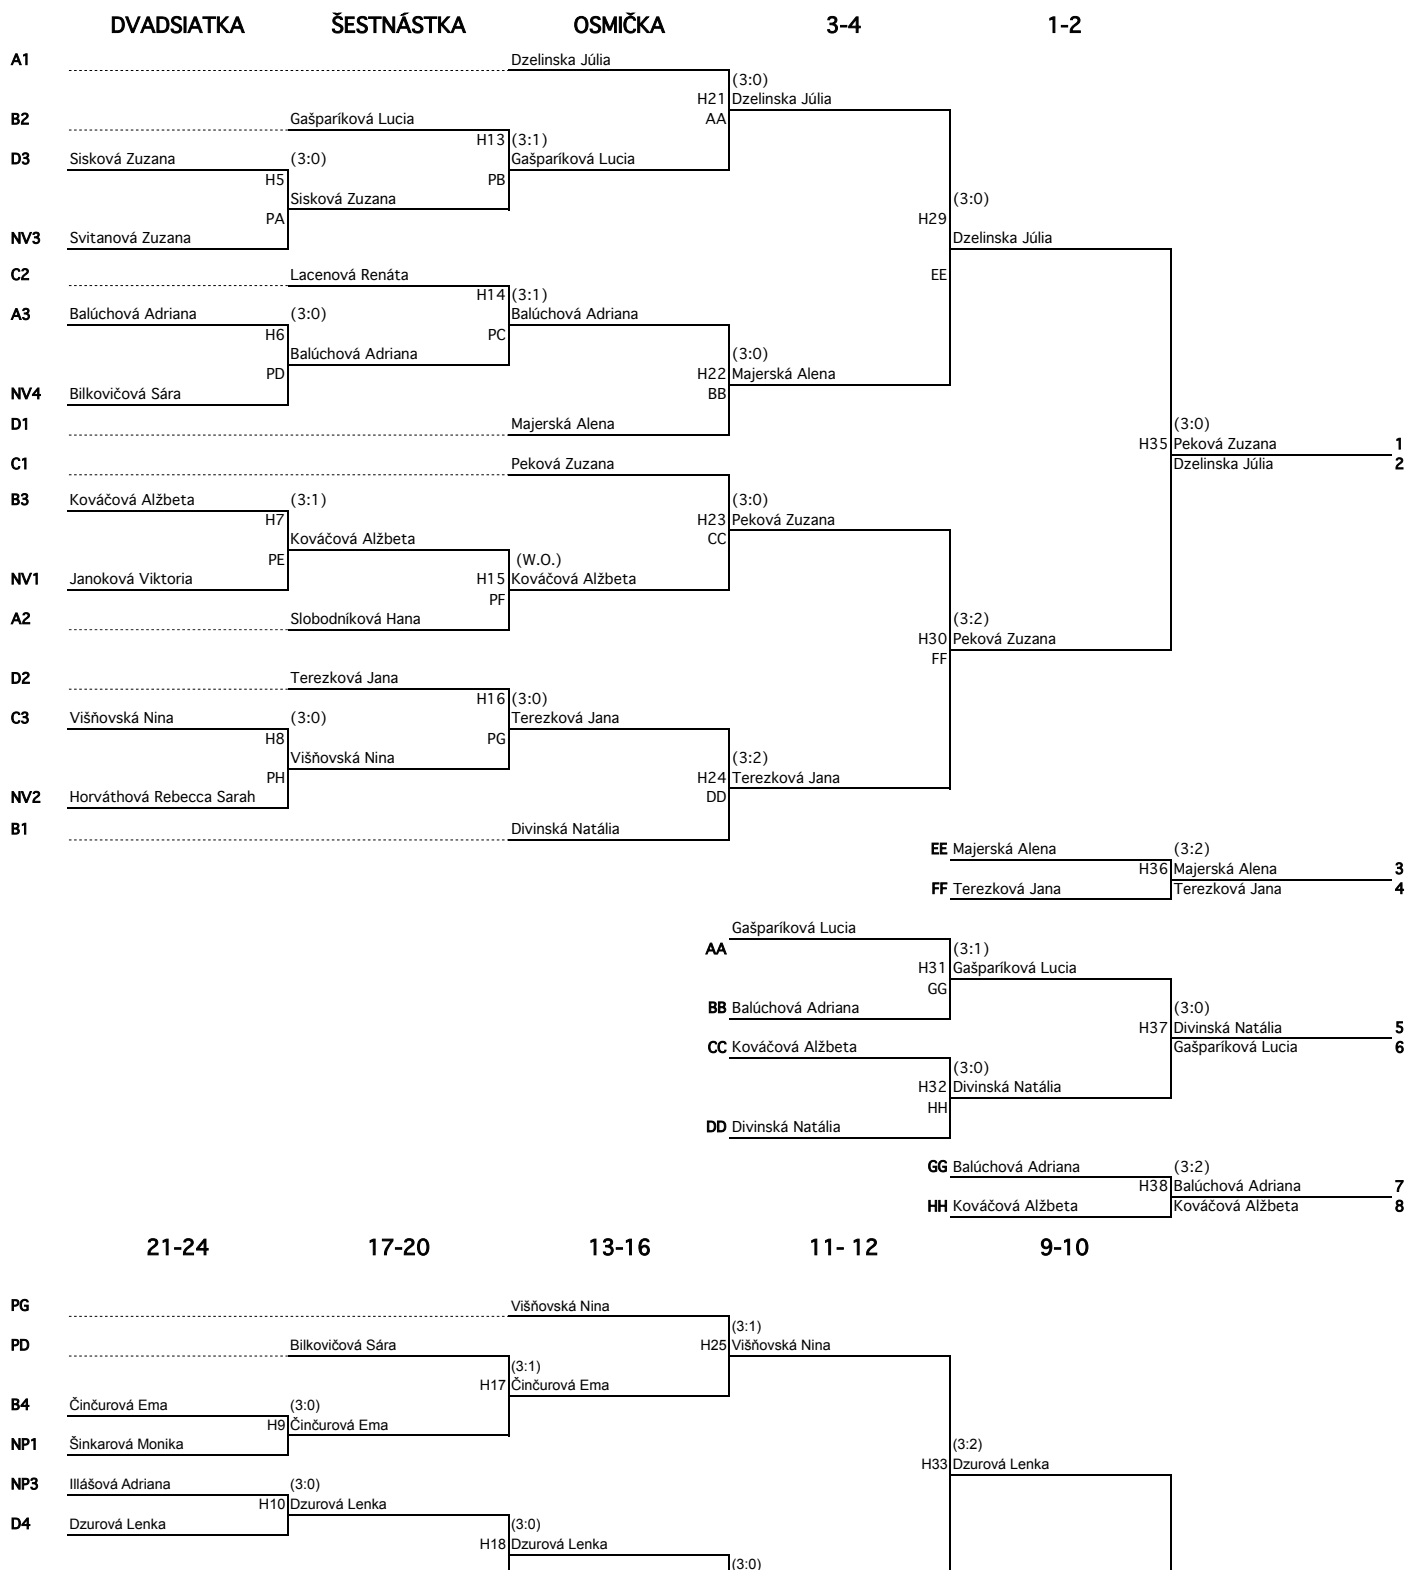 DVADSIATKA ŠESTNÁSTKA OSMIČKA 3-4 1-2
A1 Dzelinska Júlia
(3:0)
H21 Dzelinska Júlia
B2 Gašparíková Lucia AA
H13 (3:1)
D3 Sisková Zuzana (3:0) Gašparíková Lucia
H5 PB
Sisková Zuzana (3:0)
PA H29
NV3 Svitanová Zuzana Dzelinska Júlia
C2 Lacenová Renáta EE
H14 (3:1)
A3 Balúchová Adriana (3:0) Balúchová Adriana
H6 PC
Balúchová Adriana (3:0)
PD H22 Majerská Alena
NV4 Bilkovičová Sára BB
D1 Majerská Alena (3:0)
H35 Peková Zuzana 1
C1 Peková Zuzana Dzelinska Júlia 2
B3 Kováčová Alžbeta (3:1) (3:0)
H7 H23 Peková Zuzana
Kováčová Alžbeta CC
PE (W.O.)
NV1 Janoková Viktoria H15 Kováčová Alžbeta
PF
A2 Slobodníková Hana (3:2)
H30 Peková Zuzana
FF
D2 Terezková Jana
H16 (3:0)
C3 Višňovská Nina (3:0) Terezková Jana
H8 PG
Višňovská Nina (3:2)
PH H24 Terezková Jana
NV2 Horváthová Rebecca Sarah DD
B1 Divinská Natália
EE Majerská Alena (3:2)
H36 Majerská Alena 3
FF Terezková Jana Terezková Jana 4
Gašparíková Lucia
AA (3:1)
H31 Gašparíková Lucia
GG
BB Balúchová Adriana (3:0)
H37 Divinská Natália 5
CC Kováčová Alžbeta Gašparíková Lucia 6
(3:0)
H32 Divinská Natália
HH
DD Divinská Natália
GG Balúchová Adriana (3:2)
H38 Balúchová Adriana 7
HH Kováčová Alžbeta Kováčová Alžbeta 8
21-24 17-20 13-16 11- 12 9-10
PG Višňovská Nina
(3:1)
PD Bilkovičová Sára H25 Višňovská Nina
(3:1)
H17 Činčurová Ema
B4 Činčurová Ema (3:0)
H9 Činčurová Ema
NP1 Šinkarová Monika (3:2)
H33 Dzurová Lenka
NP3 Illášová Adriana (3:0)
H10 Dzurová Lenka
D4 Dzurová Lenka (3:0)
H18 Dzurová Lenka
(3:0)